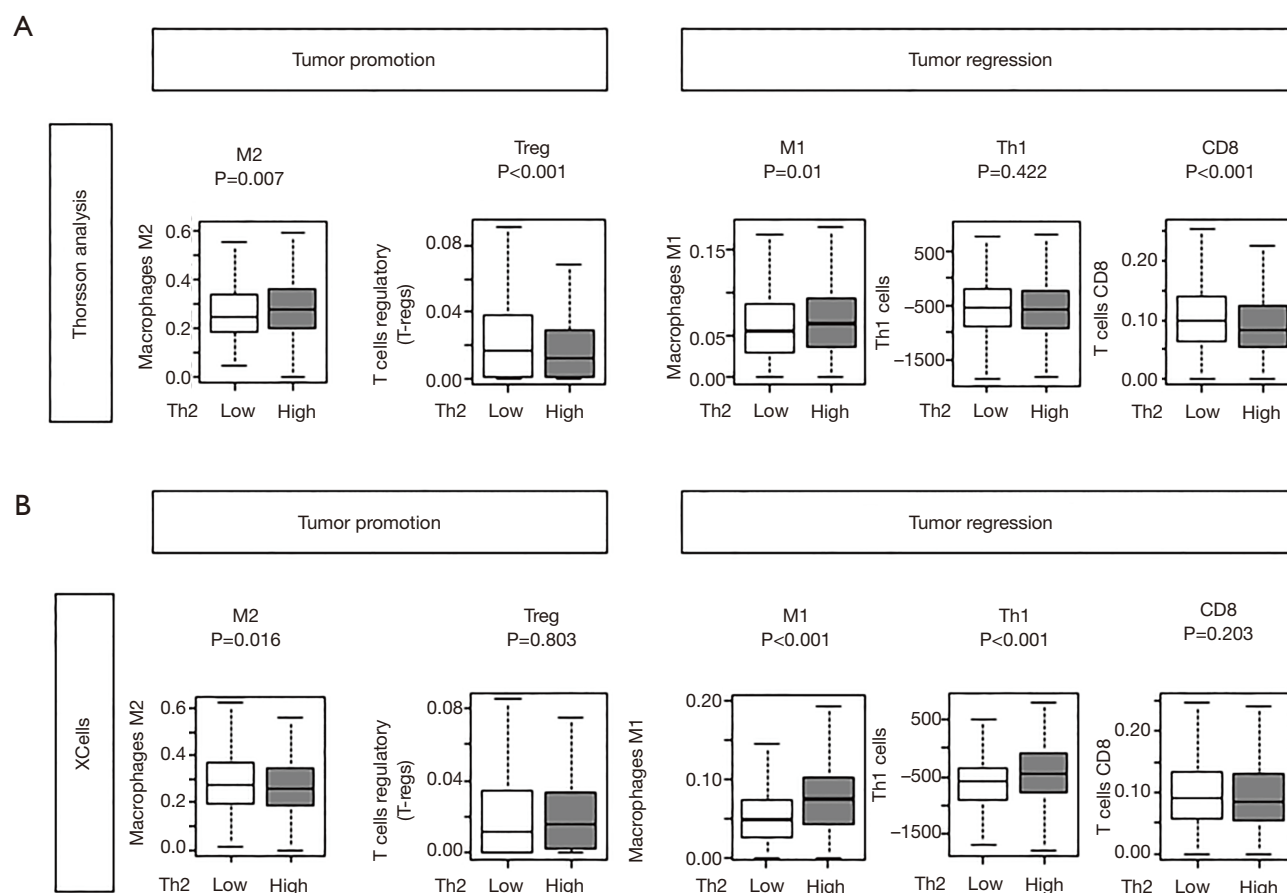 A
Tumor promotion
Tumor regression
Thorsson analysis
M2
P=0.007
Macrophages M2
0.6
0.4
0.2
0.0
Th2 Low High
Treg
P<0.001
T cells regulatory
(T-regs)
0.08
0.04
0.00
Low High
M1
P=0.01
Macrophages M1
0.15
0.05
0.00
Th2 Low High
Th1
P=0.422
Th1 cells
500
−500
−1500
Th2 Low High
CD8
P<0.001
T cells CD8
0.20
0.10
0.00
Th2 Low High
B
Tumor promotion
Tumor regression
XCells
M2
P=0.016
Macrophages M2
0.6
0.4
0.2
0.0
Th2 Low High
Treg
P=0.803
T cells regulatory
(T-regs)
0.08
0.04
0.00
Th2 Low High
M1
P<0.001
Macrophages M1
0.20
0.10
0.00
Th2 Low High
Th1
P<0.001
Th1 cells
500
−500
−1500
Th2 Low High
CD8
P=0.203
T cells CD8
0.20
0.10
0.00
Th2 Low High